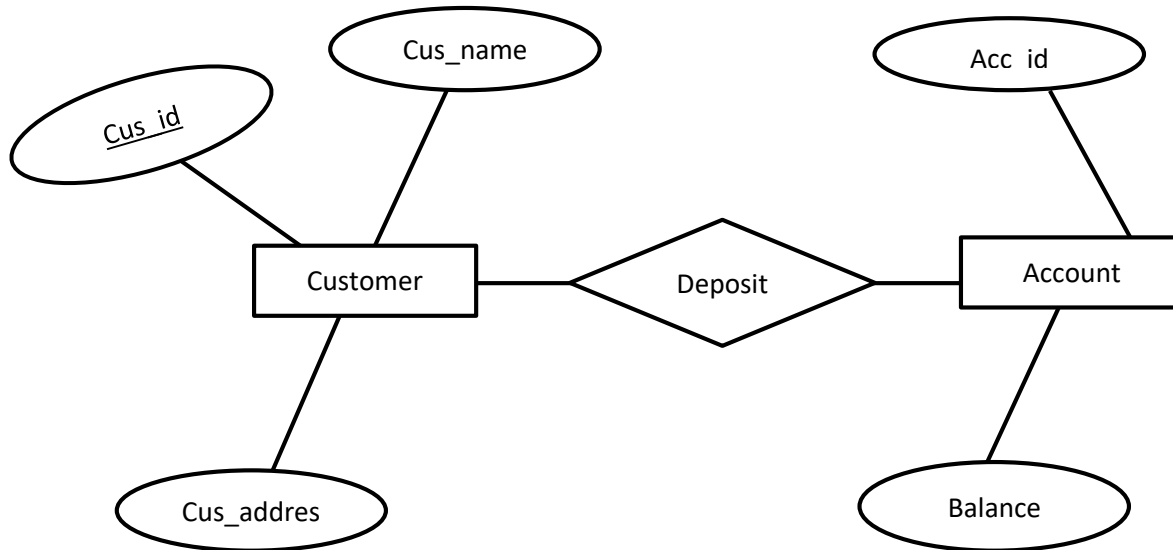 Cus_name
Acc id
Cus_id
Customer
Deposit
Account
Cus_addres
Balance